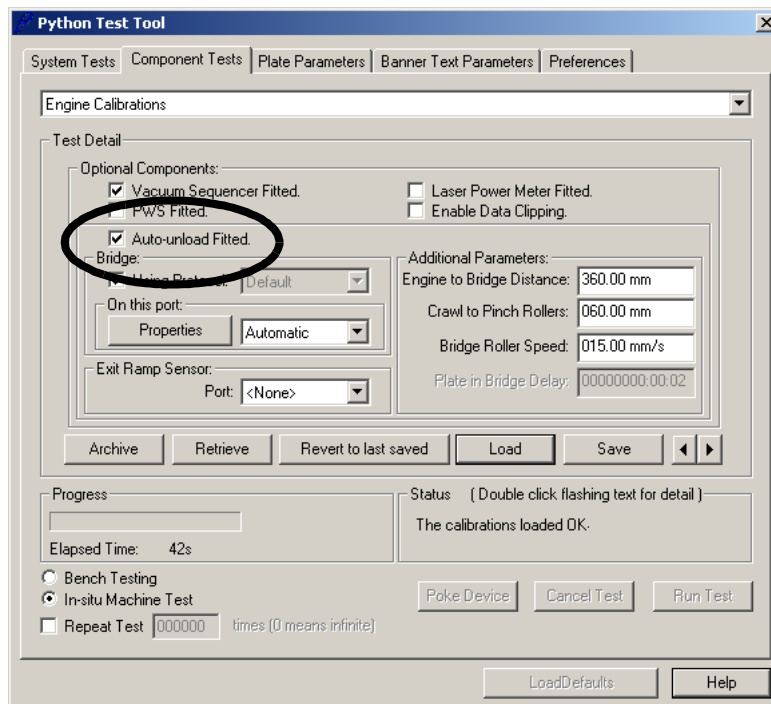 Python Test Tool
System Tests Component Tests Plate Parameters Banner Text Parameters Preferences
Engine Calibrations
Test Detail
Optional Components:
Vacuum Sequencer Fitted. Laser Power Meter Fitted.
PWS Fitted. Enable Data Clipping.
Auto-unload Fitted.
Bridge: Additional Parameters:
Using Protocol: Default Engine to Bridge Distance: 360.00 mm
On this port: Crawl to Pinch Rollers: 060.00 mm
Properties Automatic Bridge Roller Speed: 015.00 mm/s
Exit Ramp Sensor: Plate in Bridge Delay: 00000000:00:02
Port: <None>
Archive Retrieve Revert to last saved Load Save
Progress Status ( Double click flashing text for detail )
The calibrations loaded OK.
Elapsed Time: 42s
Bench Testing
In-situ Machine Test Poke Device Cancel Test Run Test
Repeat Test 000000 times (0 means infinite)
LoadDefaults Help